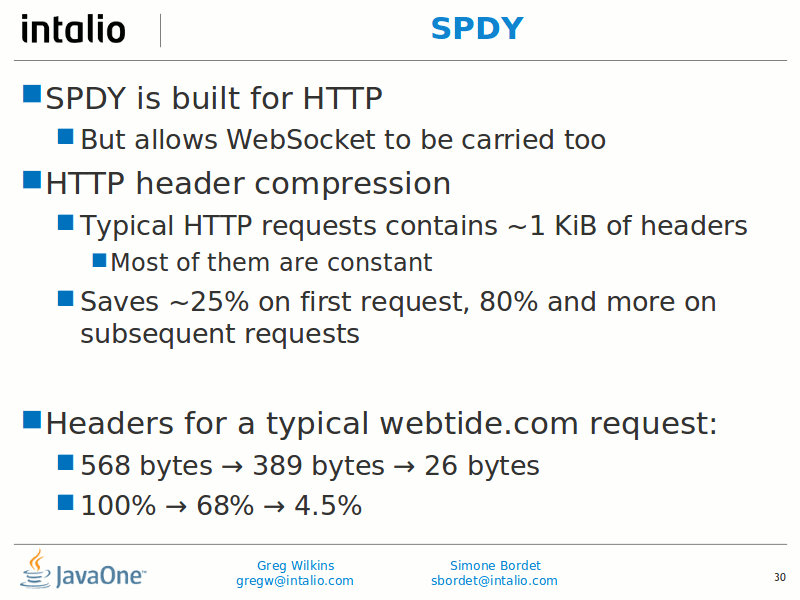 intalio
SPDY
SPDY is built for HTTP
But allows WebSocket to be carried too
HTTP header compression
Typical HTTP requests contains ~1 KiB of headers
Most of them are constant
Saves ~25% on first request, 80% and more on
subsequent requests
Headers for a typical webtide.com request:
568 bytes → 389 bytes → 26 bytes
100% → 68% → 4.5%
JavaOne™
Greg Wilkins
gregw@intalio.com
Simone Bordet
sbordet@intalio.com
30